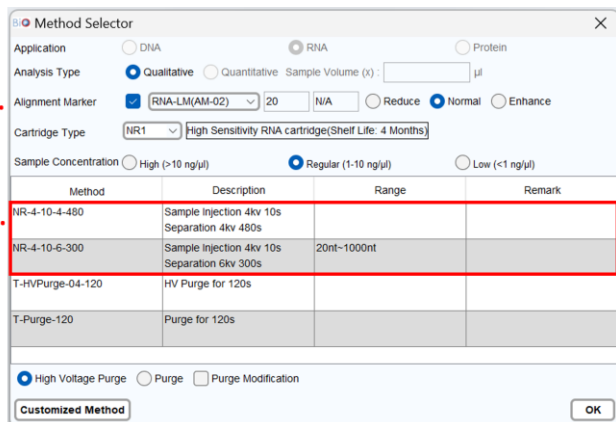 BiO Method Selector
Application DNA RNA Protein
Analysis Type Qualitative Quantitative Sample Volume (x) : µl
Alignment Marker RNA-LM(AM-02) 20 N/A Reduce Normal Enhance
Cartridge Type NR1 High Sensitivity RNA cartridge(Shelf Life: 4 Months)
Sample Concentration High (>10 ng/µl) Regular (1-10 ng/µl) Low (<1 ng/µl)
Method Description Range Remark
NR-4-10-4-480 Sample Injection 4kv 10s
Separation 4kv 480s
NR-4-10-6-300 Sample Injection 4kv 10s 20nt~1000nt
Separation 6kv 300s
T-HVPurge-04-120 HV Purge for 120s
T-Purge-120 Purge for 120s
High Voltage Purge Purge Purge Modification
Customized Method OK